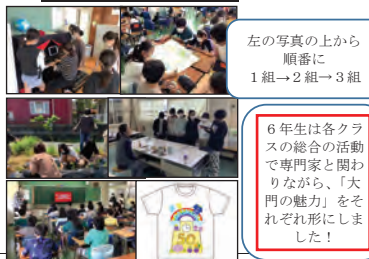 左の写真の上から
順番に
1組→2組→3組
6年生は各クラ
スの総合の活動
で専門家と関わ
りながら、「大
門の魅力」をそ
れぞれ形にしま
した！
50